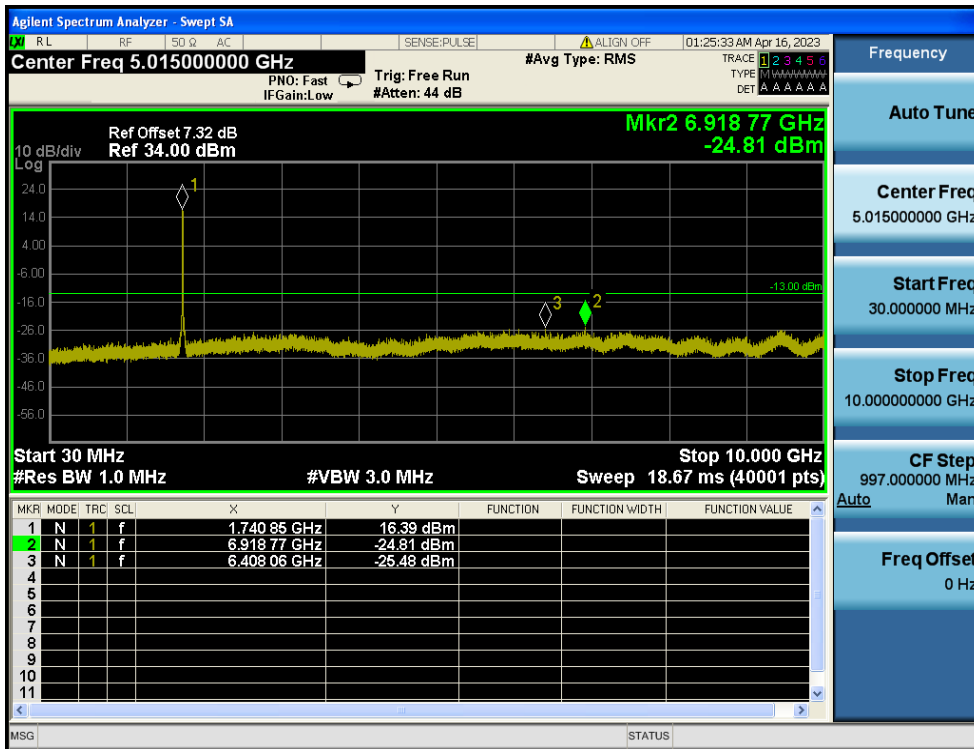 Agilent Spectrum Analyzer - Swept SA
LXI RL RF 50 Ω AC SENSE:PULSE ALIGN OFF 01:25:33 AM Apr 16, 2023
Center Freq 5.015000000 GHz
#Avg Type: RMS
TRACE 1 2 3 4 5 6
PNO: Fast Trig: Free Run
TYPE M WWWWW
IFGain:Low #Atten: 44 dB
DET A A A A A A
Mkr2 6.918 77 GHz
-24.81 dBm
Ref Offset 7.32 dB
10 dB/div Ref 34.00 dBm
Log
24.0
14.0
4.00
-6.00
-16.0
-26.0
-36.0
-46.0
-56.0
1
3
2
-13.00 dBm
Start 30 MHz Stop 10.000 GHz
#Res BW 1.0 MHz #VBW 3.0 MHz Sweep 18.67 ms (40001 pts)
MKR MODE TRC SCL X Y FUNCTION FUNCTION WIDTH FUNCTION VALUE
1 N 1 f 1.740 85 GHz 16.39 dBm
2 N 1 f 6.918 77 GHz -24.81 dBm
3 N 1 f 6.408 06 GHz -25.48 dBm
4
5
6
7
8
9
10
11
MSG STATUS
Frequency
Auto Tune
Center Freq
5.015000000 GHz
Start Freq
30.000000 MHz
Stop Freq
10.000000000 GHz
CF Step
997.000000 MHz
Auto Man
Freq Offset
0 Hz